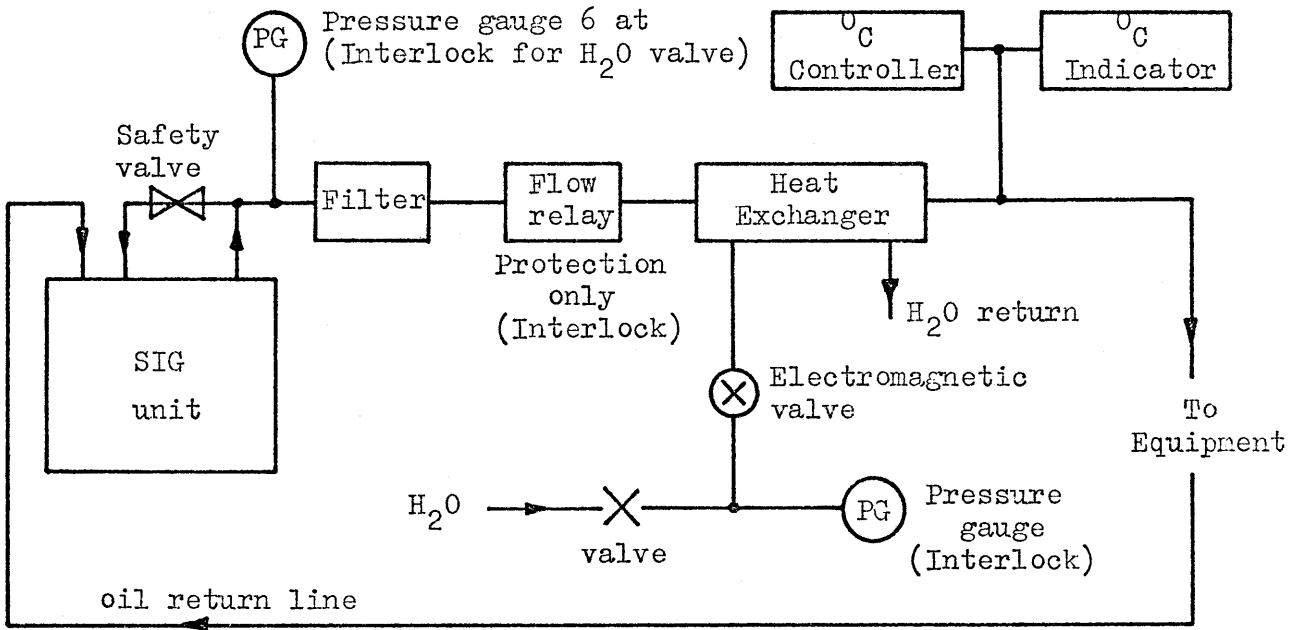 PG
Pressure gauge 6 at
(Interlock for H₂O valve)
°C
Controller
°C
Indicator
Safety
valve
Filter
Flow
relay
Heat
Exchanger
Protection
only
(Interlock)
H₂O return
SIG
unit
Electromagnetic
valve
To
Equipment
H₂O
valve
PG
Pressure
gauge
(Interlock)
oil return line